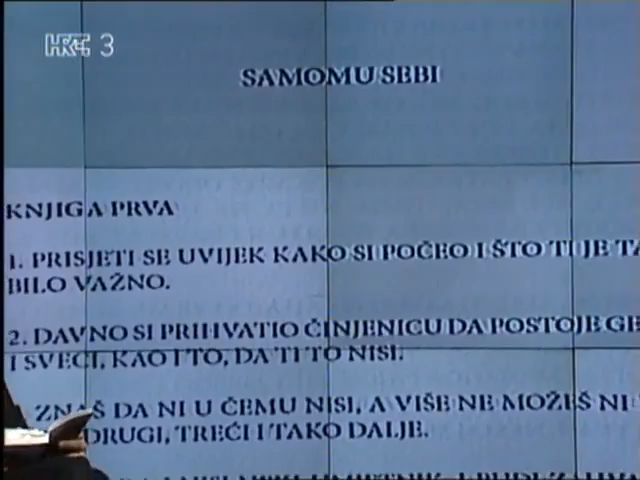 HRT 3
SAMOMU SEBI
KNJIGA PRVA
1. PRISJETI SE UVIJEK KAKO SI POČEO I ŠTO TI JE
BILO VAŽNO.
2. DAVNO SI PRIHVATIO ČINJENICU DA POSTOJE
I SVECI, KAO I TO, DA TI TO NISI.
ZNAŠ DA NI U ČEMU NISI, A VIŠE NE MOŽEŠ NI
DRUGI, TREĆI I TAKO DALJE.